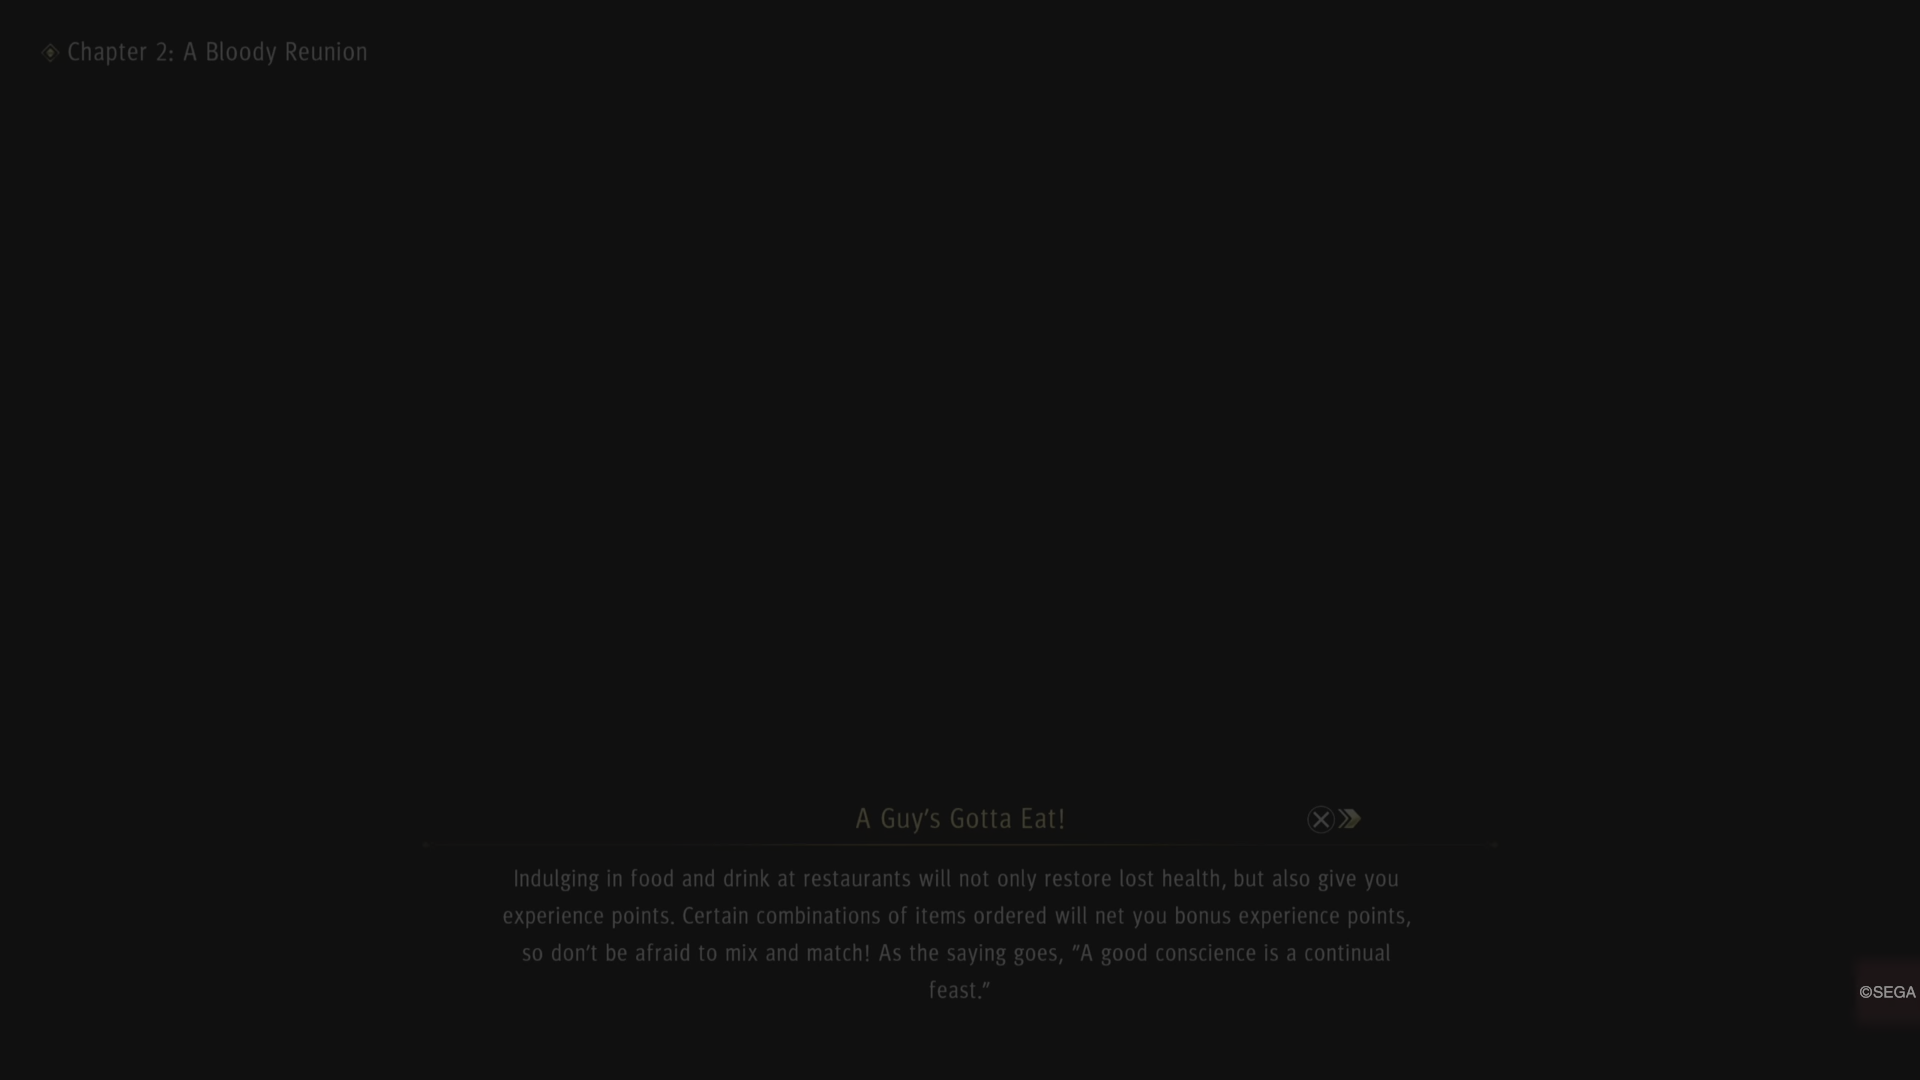 Chapter 2: A Bloody Reunion
A Guy's Gotta Eat!
Indulging in food and drink at restaurants will not only restore lost health, but also give you
experience points. Certain combinations of items ordered will net you bonus experience points,
so don't be afraid to mix and match! As the saying goes, "A good conscience is a continual
feast."
©SEGA